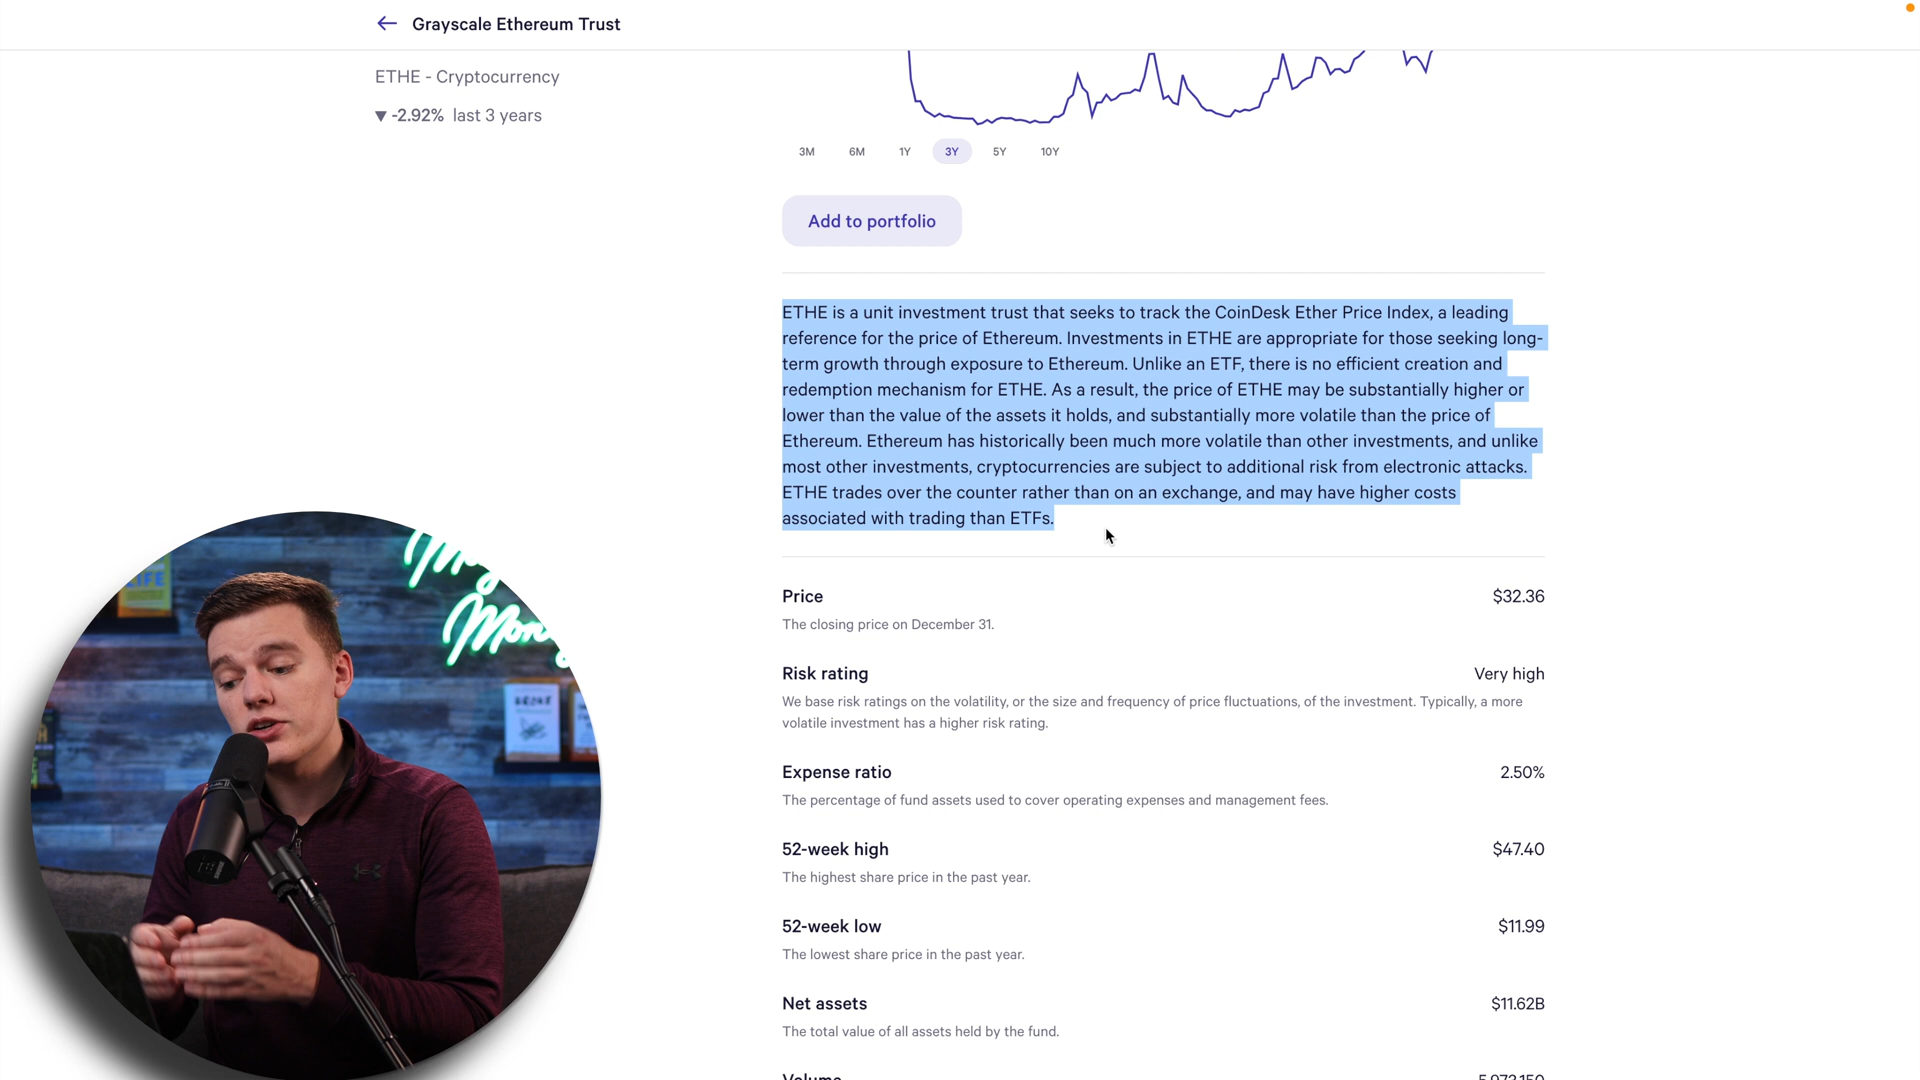 Grayscale Ethereum Trust
ETHE - Cryptocurrency
▼ -2.92% last 3 years
3M 6M 1Y 3Y 5Y 10Y
Add to portfolio
ETHE is a unit investment trust that seeks to track the CoinDesk Ether Price Index, a leading
reference for the price of Ethereum. Investments in ETHE are appropriate for those seeking long-
term growth through exposure to Ethereum. Unlike an ETF, there is no efficient creation and
redemption mechanism for ETHE. As a result, the price of ETHE may be substantially higher or
lower than the value of the assets it holds, and substantially more volatile than the price of
Ethereum. Ethereum has historically been much more volatile than other investments, and unlike
most other investments, cryptocurrencies are subject to additional risk from electronic attacks.
ETHE trades over the counter rather than on an exchange, and may have higher costs
associated with trading than ETFs.
Price $32.36
The closing price on December 31.
Risk rating Very high
We base risk ratings on the volatility, or the size and frequency of price fluctuations, of the investment. Typically, a more
volatile investment has a higher risk rating.
Expense ratio 2.50%
The percentage of fund assets used to cover operating expenses and management fees.
52-week high $47.40
The highest share price in the past year.
52-week low $11.99
The lowest share price in the past year.
Net assets $11.62B
The total value of all assets held by the fund.
Volume
LIFE